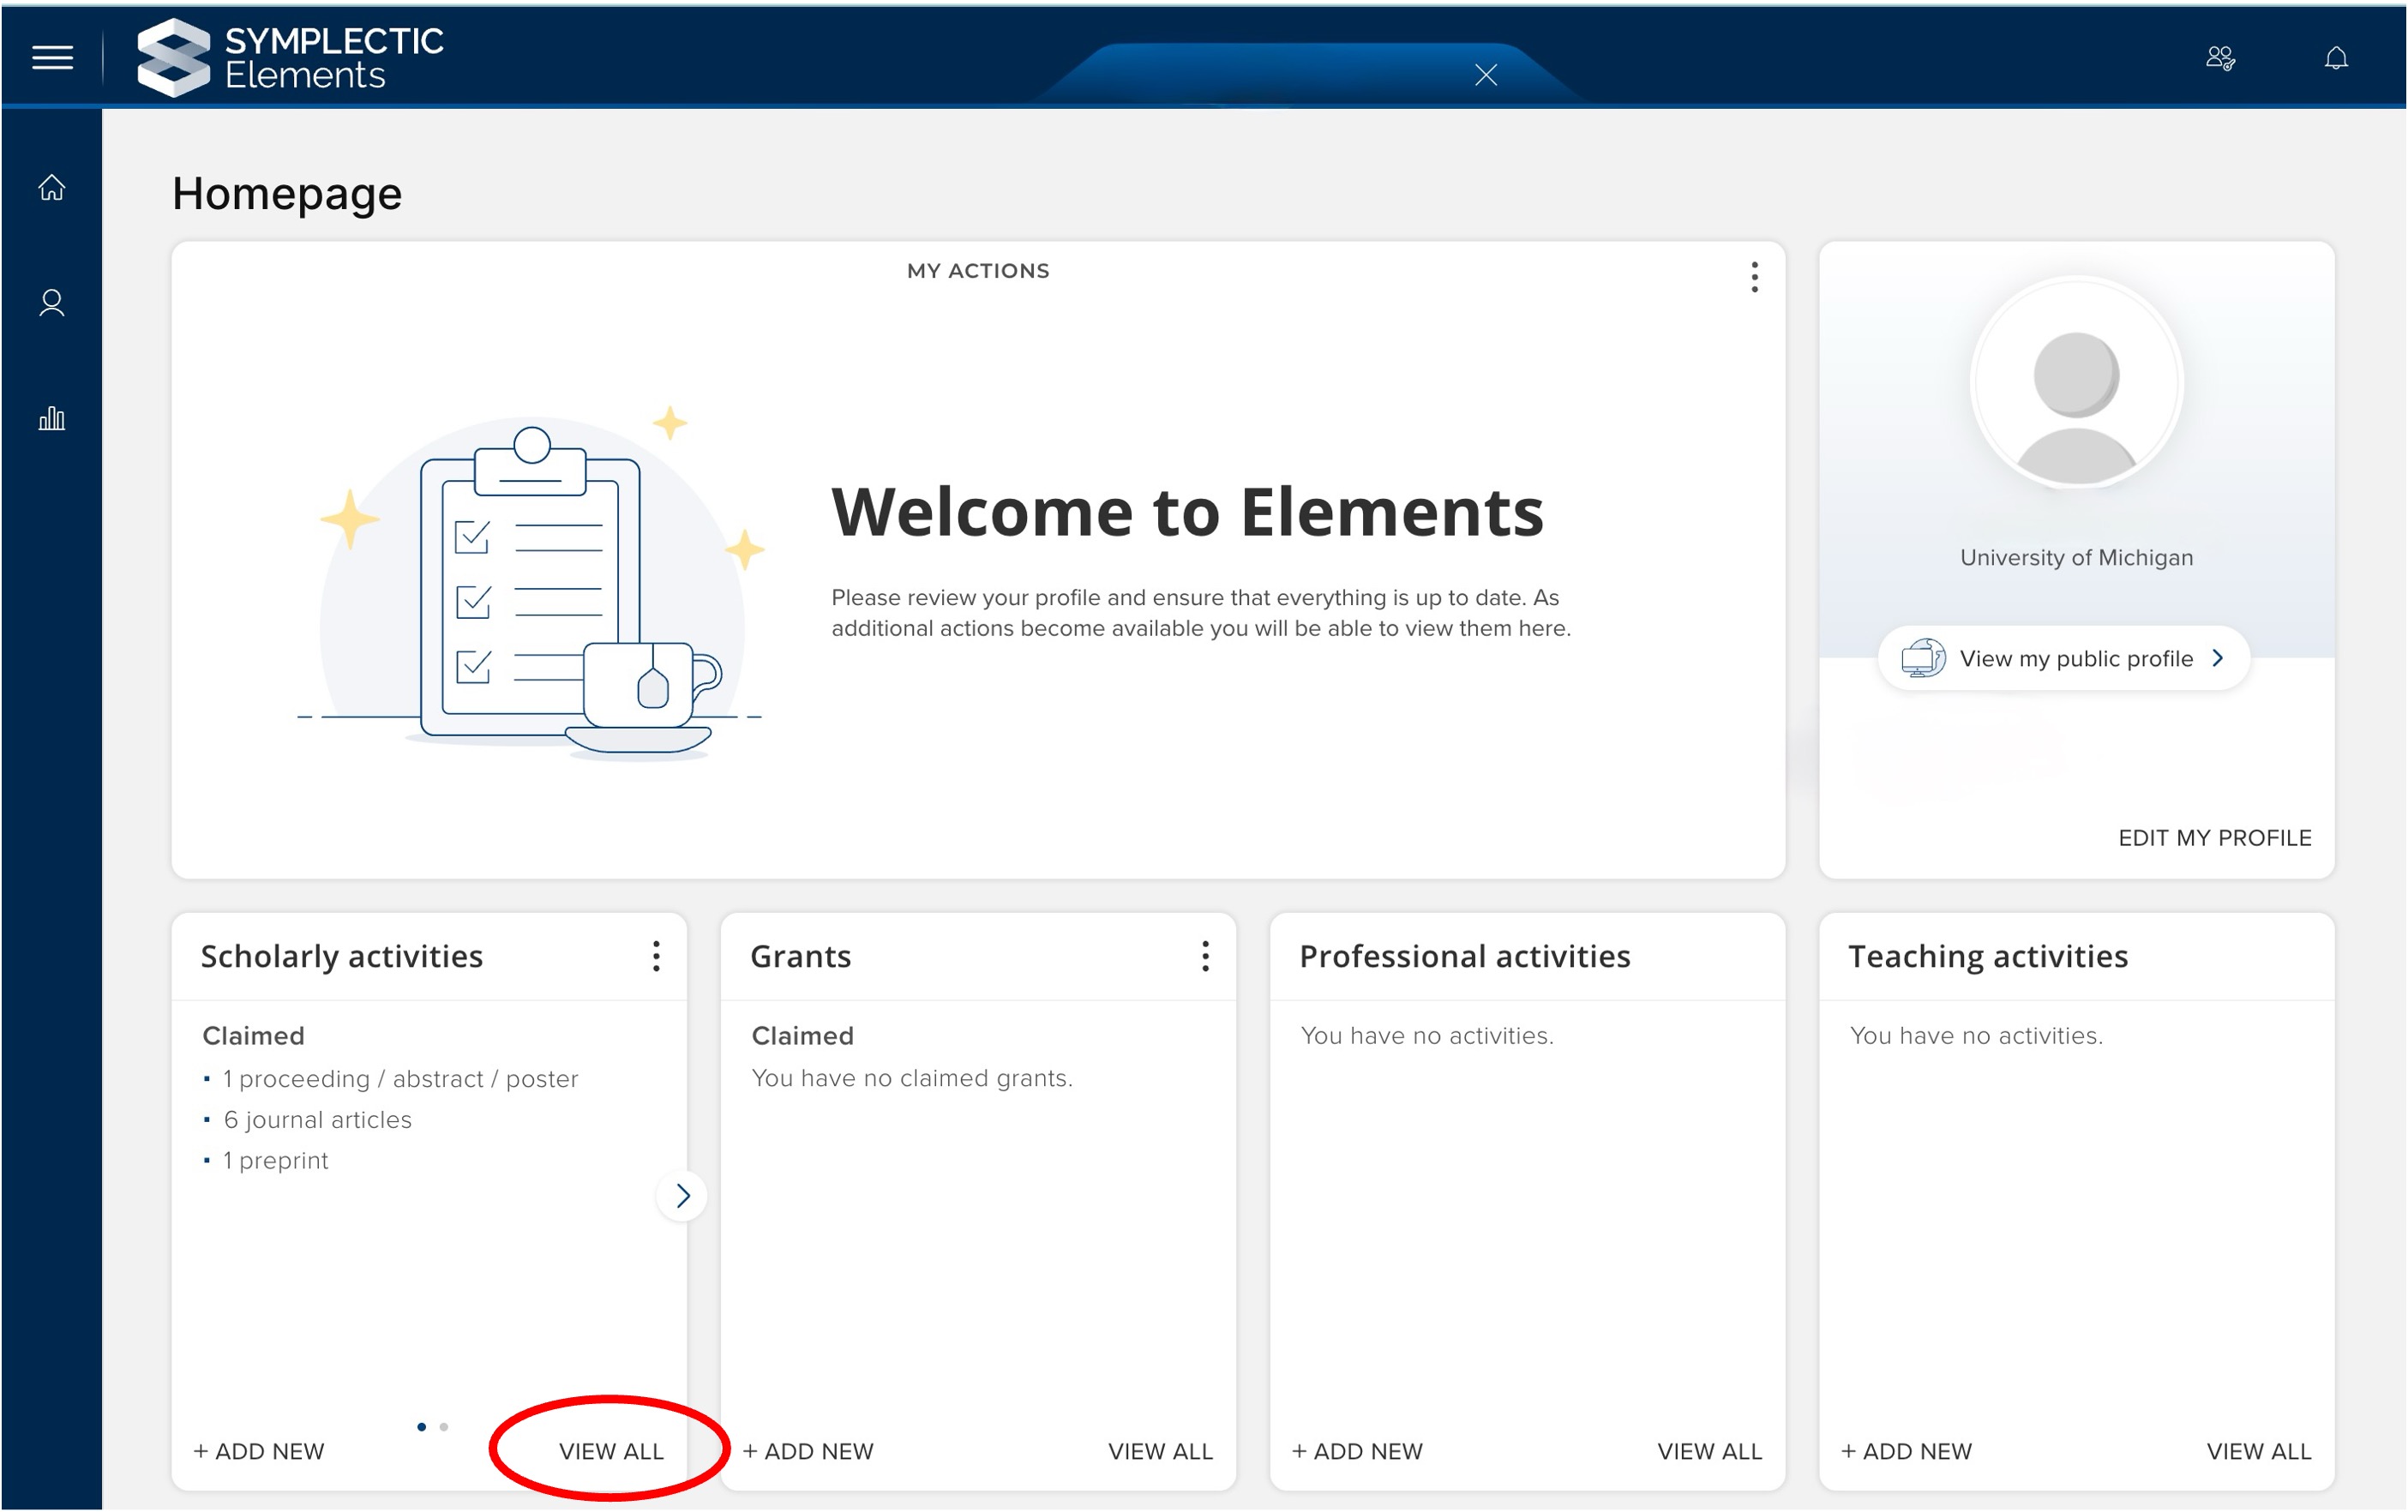 SYMPLECTIC
Elements
Homepage
MY ACTIONS
Welcome to Elements
Please review your profile and ensure that everything is up to date. As
additional actions become available you will be able to view them here.
University of Michigan
View my public profile
EDIT MY PROFILE
Scholarly activities
Claimed
1 proceeding / abstract / poster
6 journal articles
1 preprint
+ ADD NEW
VIEW ALL
Grants
Claimed
You have no claimed grants.
+ ADD NEW
VIEW ALL
Professional activities
You have no activities.
+ ADD NEW
VIEW ALL
Teaching activities
You have no activities.
+ ADD NEW
VIEW ALL